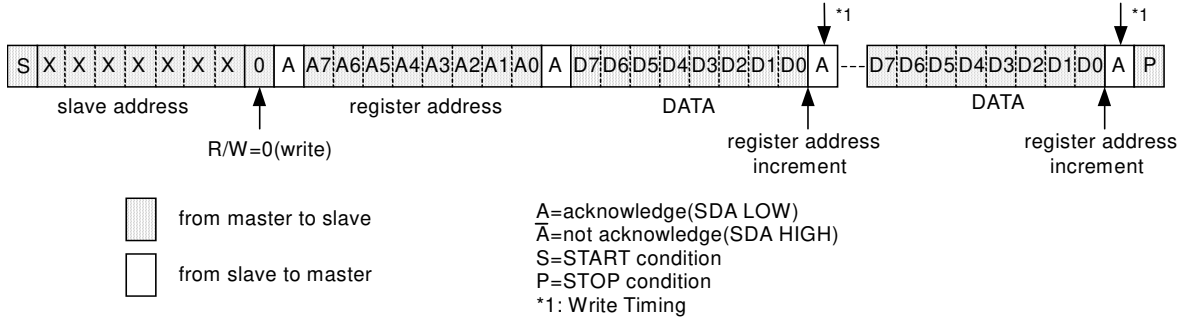 *1 *1
S X X X X X X X 0 A A7 A6 A5 A4 A3 A2 A1 A0 A D7 D6 D5 D4 D3 D2 D1 D0 A ---- D7 D6 D5 D4 D3 D2 D1 D0 A P
slave address register address DATA DATA
R/W=0(write)
register address
increment
register address
increment
from master to slave
from slave to master
A=acknowledge(SDA LOW)
A̅=not acknowledge(SDA HIGH)
S=START condition
P=STOP condition
*1: Write Timing